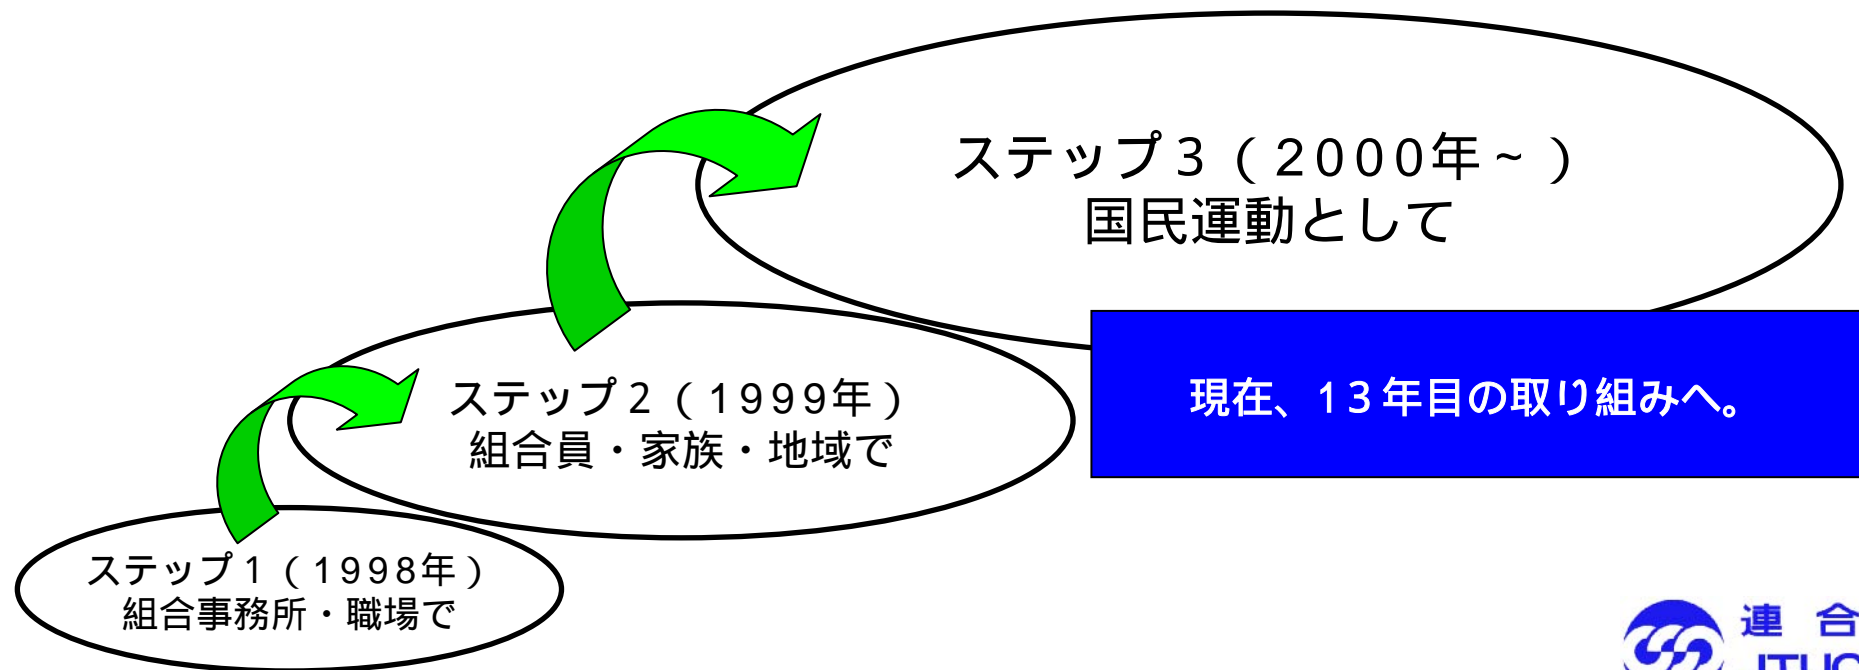 ステップ３（２０００年～）
国民運動として
ステップ２（１９９９年）
組合員・家族・地域で
現在、１３年目の取り組みへ。
ステップ１（１９９８年）
組合事務所・職場で
連 合